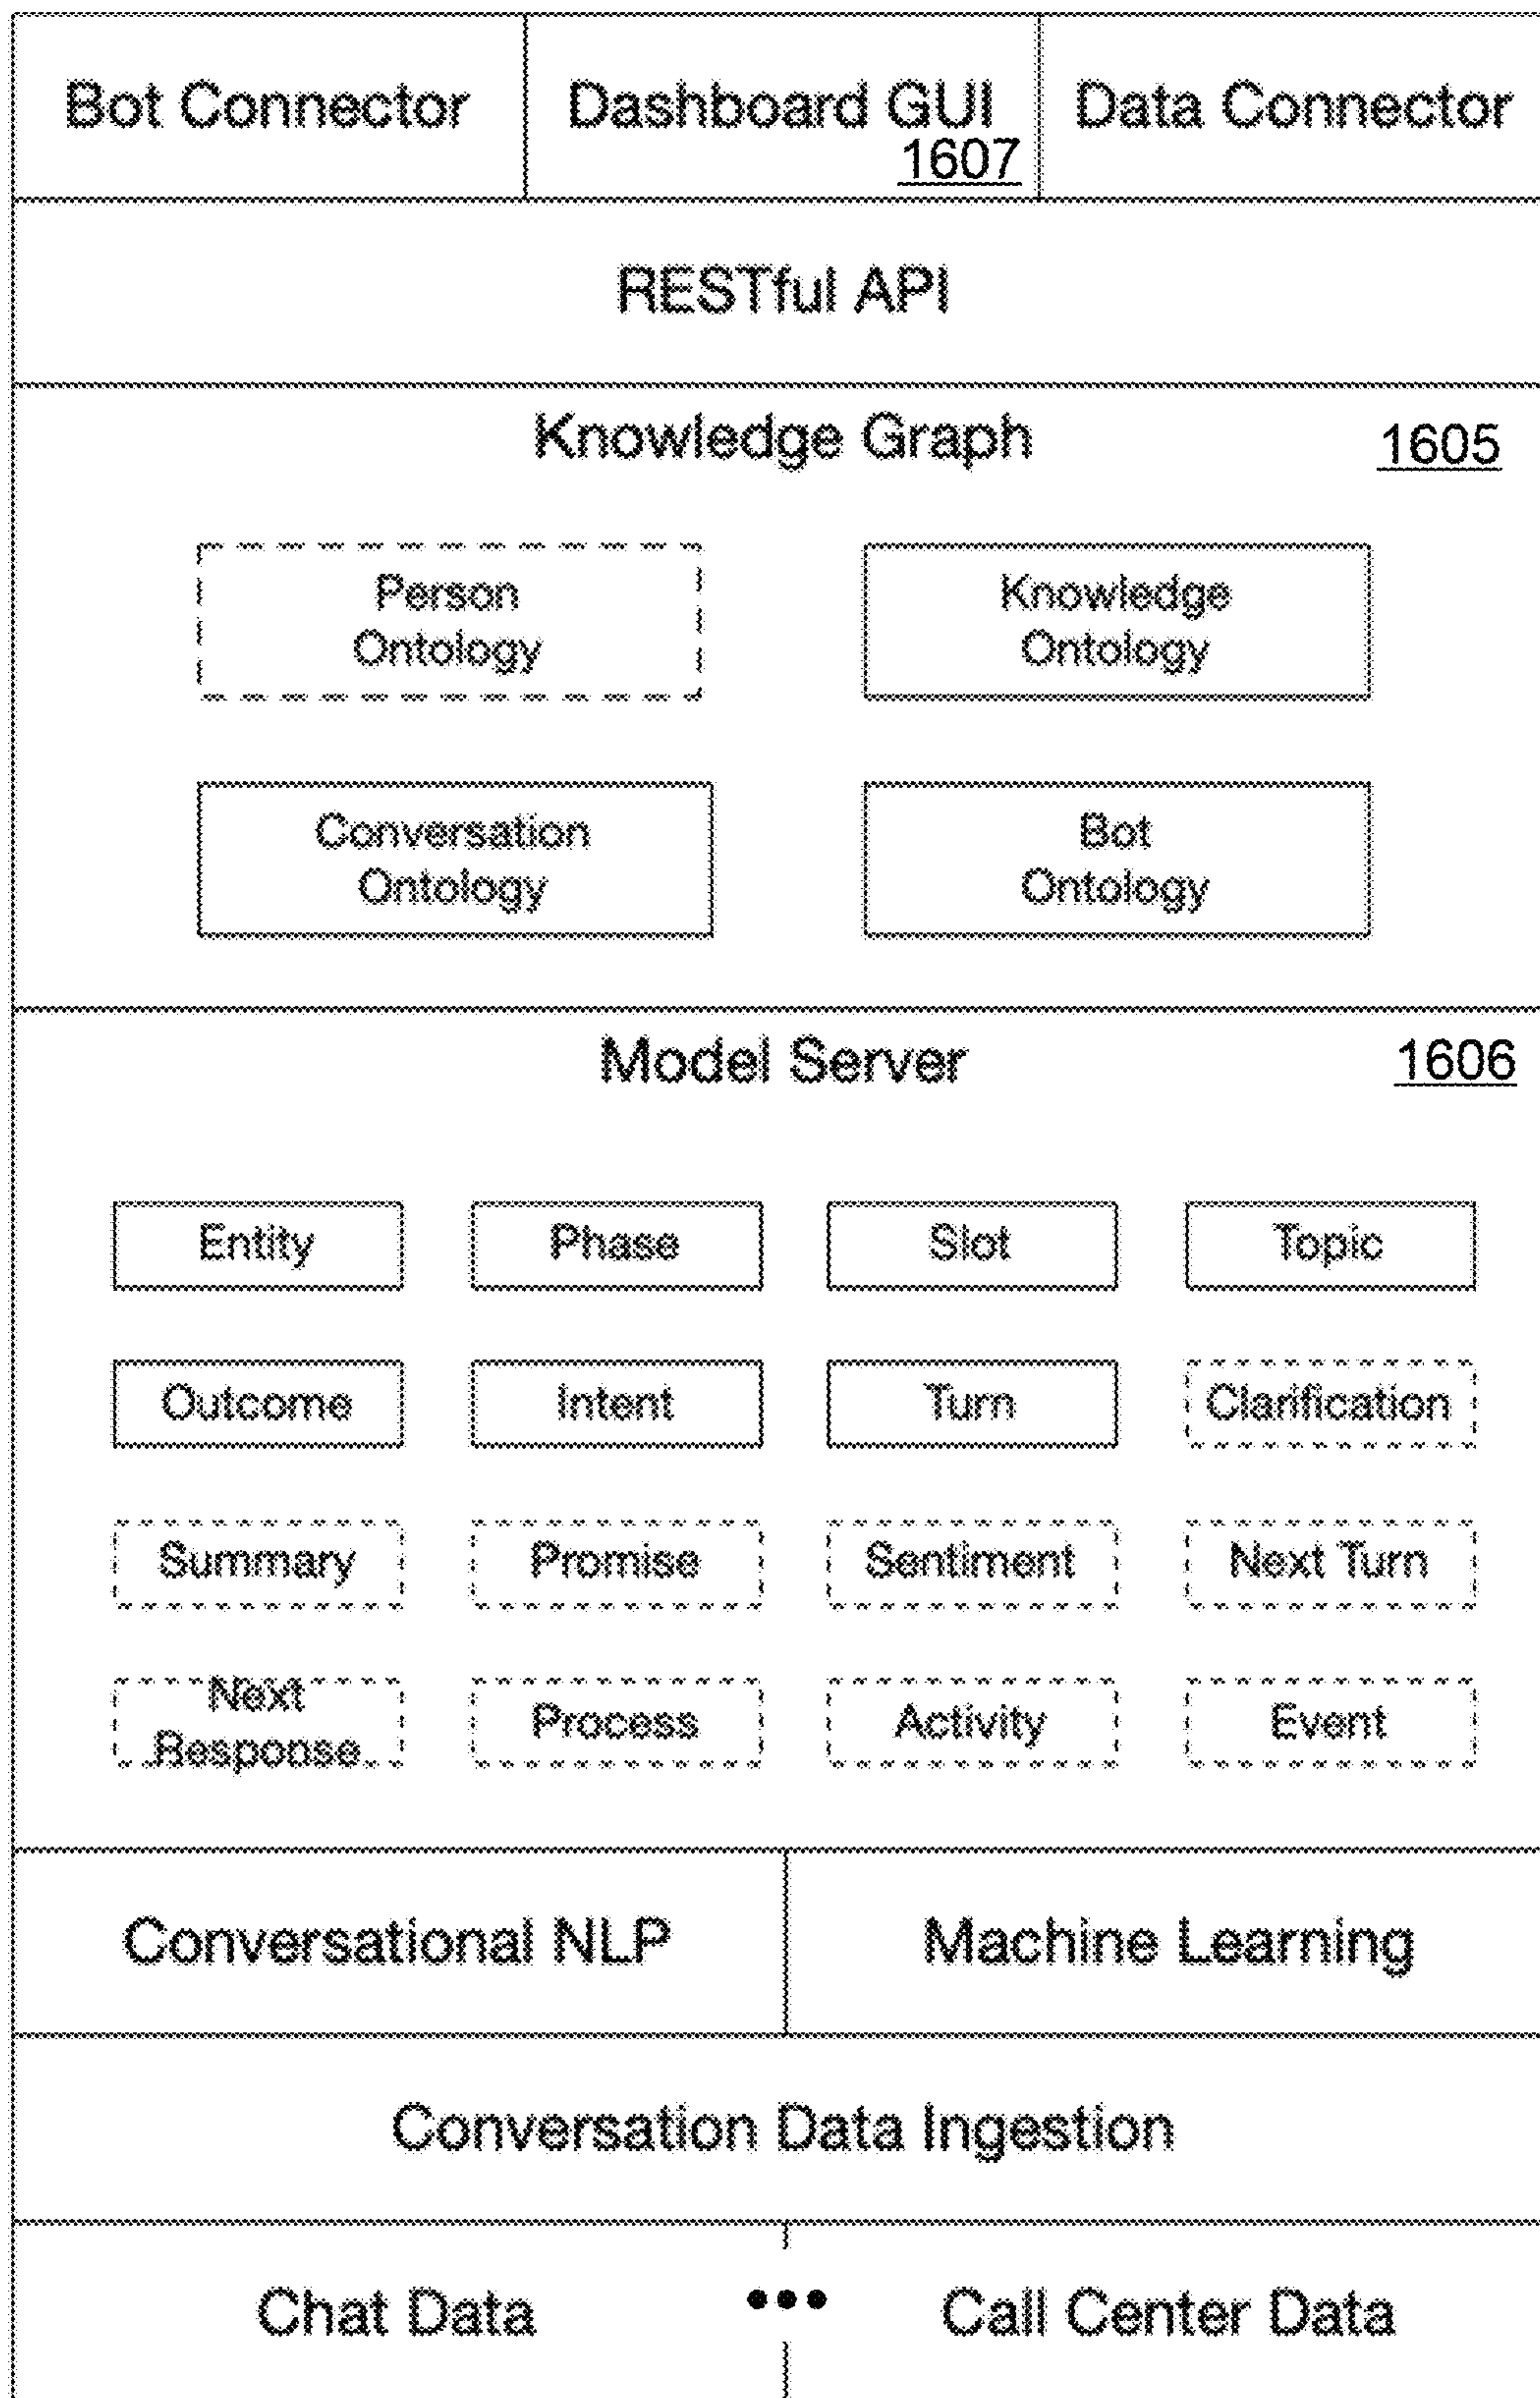 Bot Connector
Dashboard GUI
1607
Data Connector
RESTful API
Knowledge Graph
1605
Person
Ontology
Knowledge
Ontology
Conversation
Ontology
Bot
Ontology
Model Server
1606
Entity
Phase
Slot
Topic
Outcome
Intent
Turn
Clarification
Summary
Promise
Sentiment
Next Turn
Next
Response
Process
Activity
Event
Conversational NLP
Machine Learning
Conversation Data Ingestion
Chat Data
•••
Call Center Data